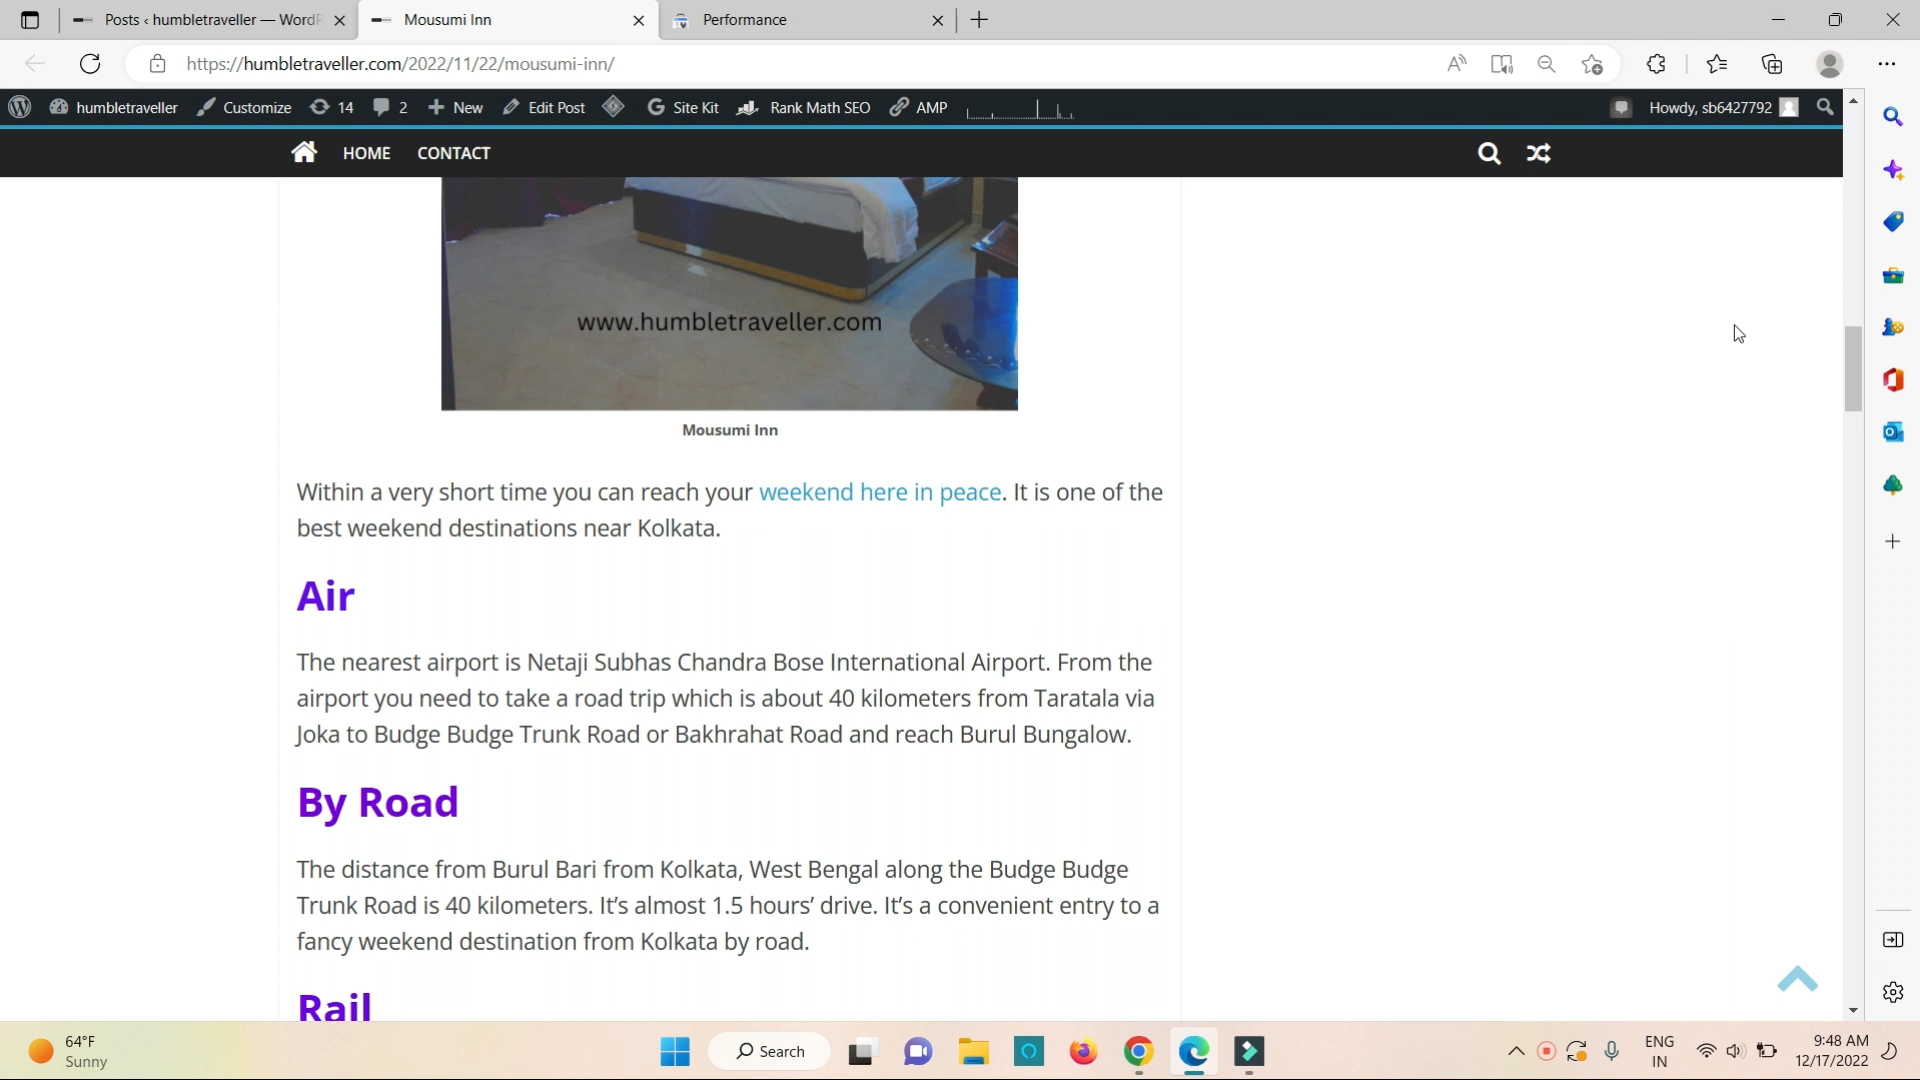 Posts ‹ humbletraveller — WordP
Mousumi Inn
Performance
https://humbletraveller.com/2022/11/22/mousumi-inn/
humbletraveller Customize 14 2 New Edit Post Site Kit Rank Math SEO AMP Howdy, sb6427792
HOME CONTACT
www.humbletraveller.com
Mousumi Inn
Within a very short time you can reach your weekend here in peace. It is one of the
best weekend destinations near Kolkata.
Air
The nearest airport is Netaji Subhas Chandra Bose International Airport. From the
airport you need to take a road trip which is about 40 kilometers from Taratala via
Joka to Budge Budge Trunk Road or Bakhrahat Road and reach Burul Bungalow.
By Road
The distance from Burul Bari from Kolkata, West Bengal along the Budge Budge
Trunk Road is 40 kilometers. It's almost 1.5 hours' drive. It's a convenient entry to a
fancy weekend destination from Kolkata by road.
Rail
64°F
Sunny
Search
ENG
IN
9:48 AM
12/17/2022